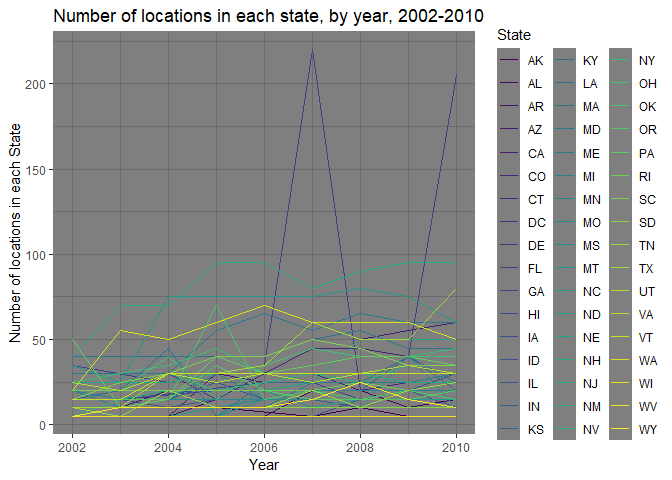 Number of locations in each state, by year, 2002-2010
Number of locations in each State
200
150
100
50
0
2002
2004
2006
2008
2010
Year
State
AK
AL
AR
AZ
CA
CO
CT
DC
DE
FL
GA
HI
IA
ID
IL
IN
KS
KY
LA
MA
MD
ME
MI
MN
MO
MS
MT
NC
ND
NE
NH
NJ
NM
NV
NY
OH
OK
OR
PA
RI
SC
SD
TN
TX
UT
VA
VT
WA
WI
WV
WY